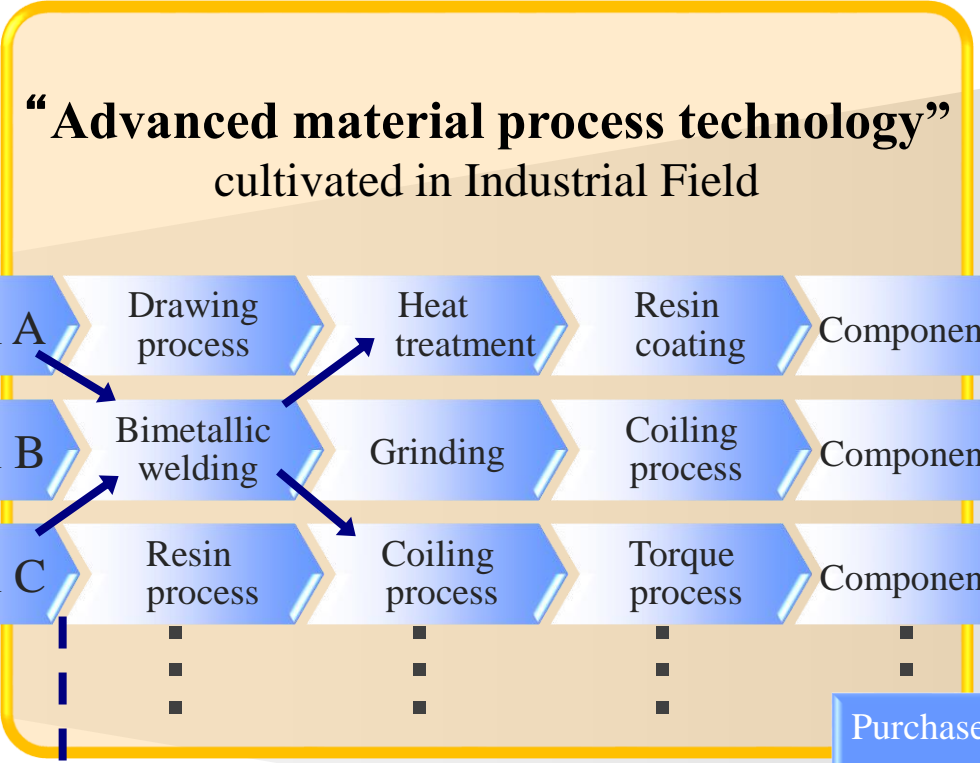 “Advanced material process technology”
cultivated in Industrial Field
A
Drawing
process
Heat
treatment
Resin
coating
B
Bimetallic
welding
Grinding
Coiling
process
C
Resin
process
Coiling
process
Torque
process